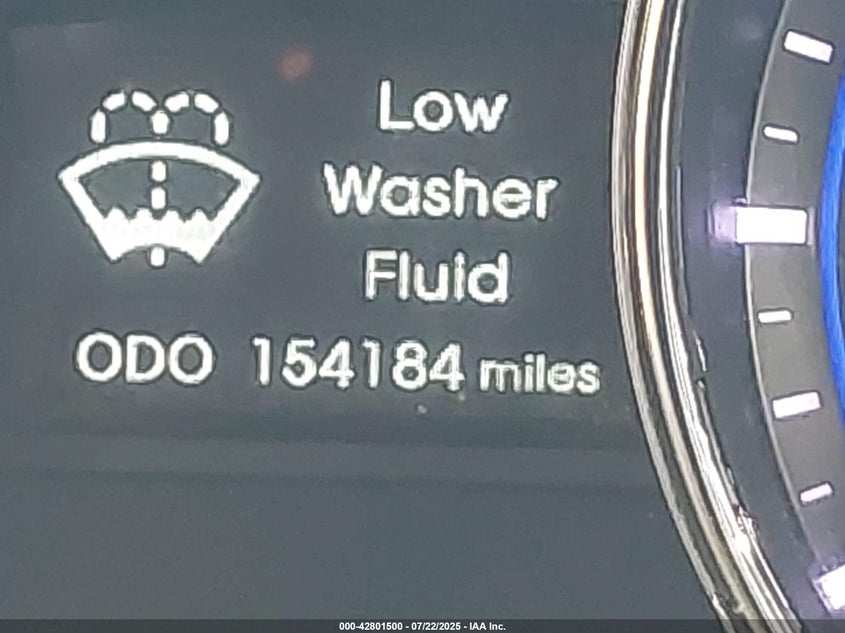 Low
Washer
Fluid
ODO 154184 miles
000-42801500 - 07/22/2025 - IAA Inc.